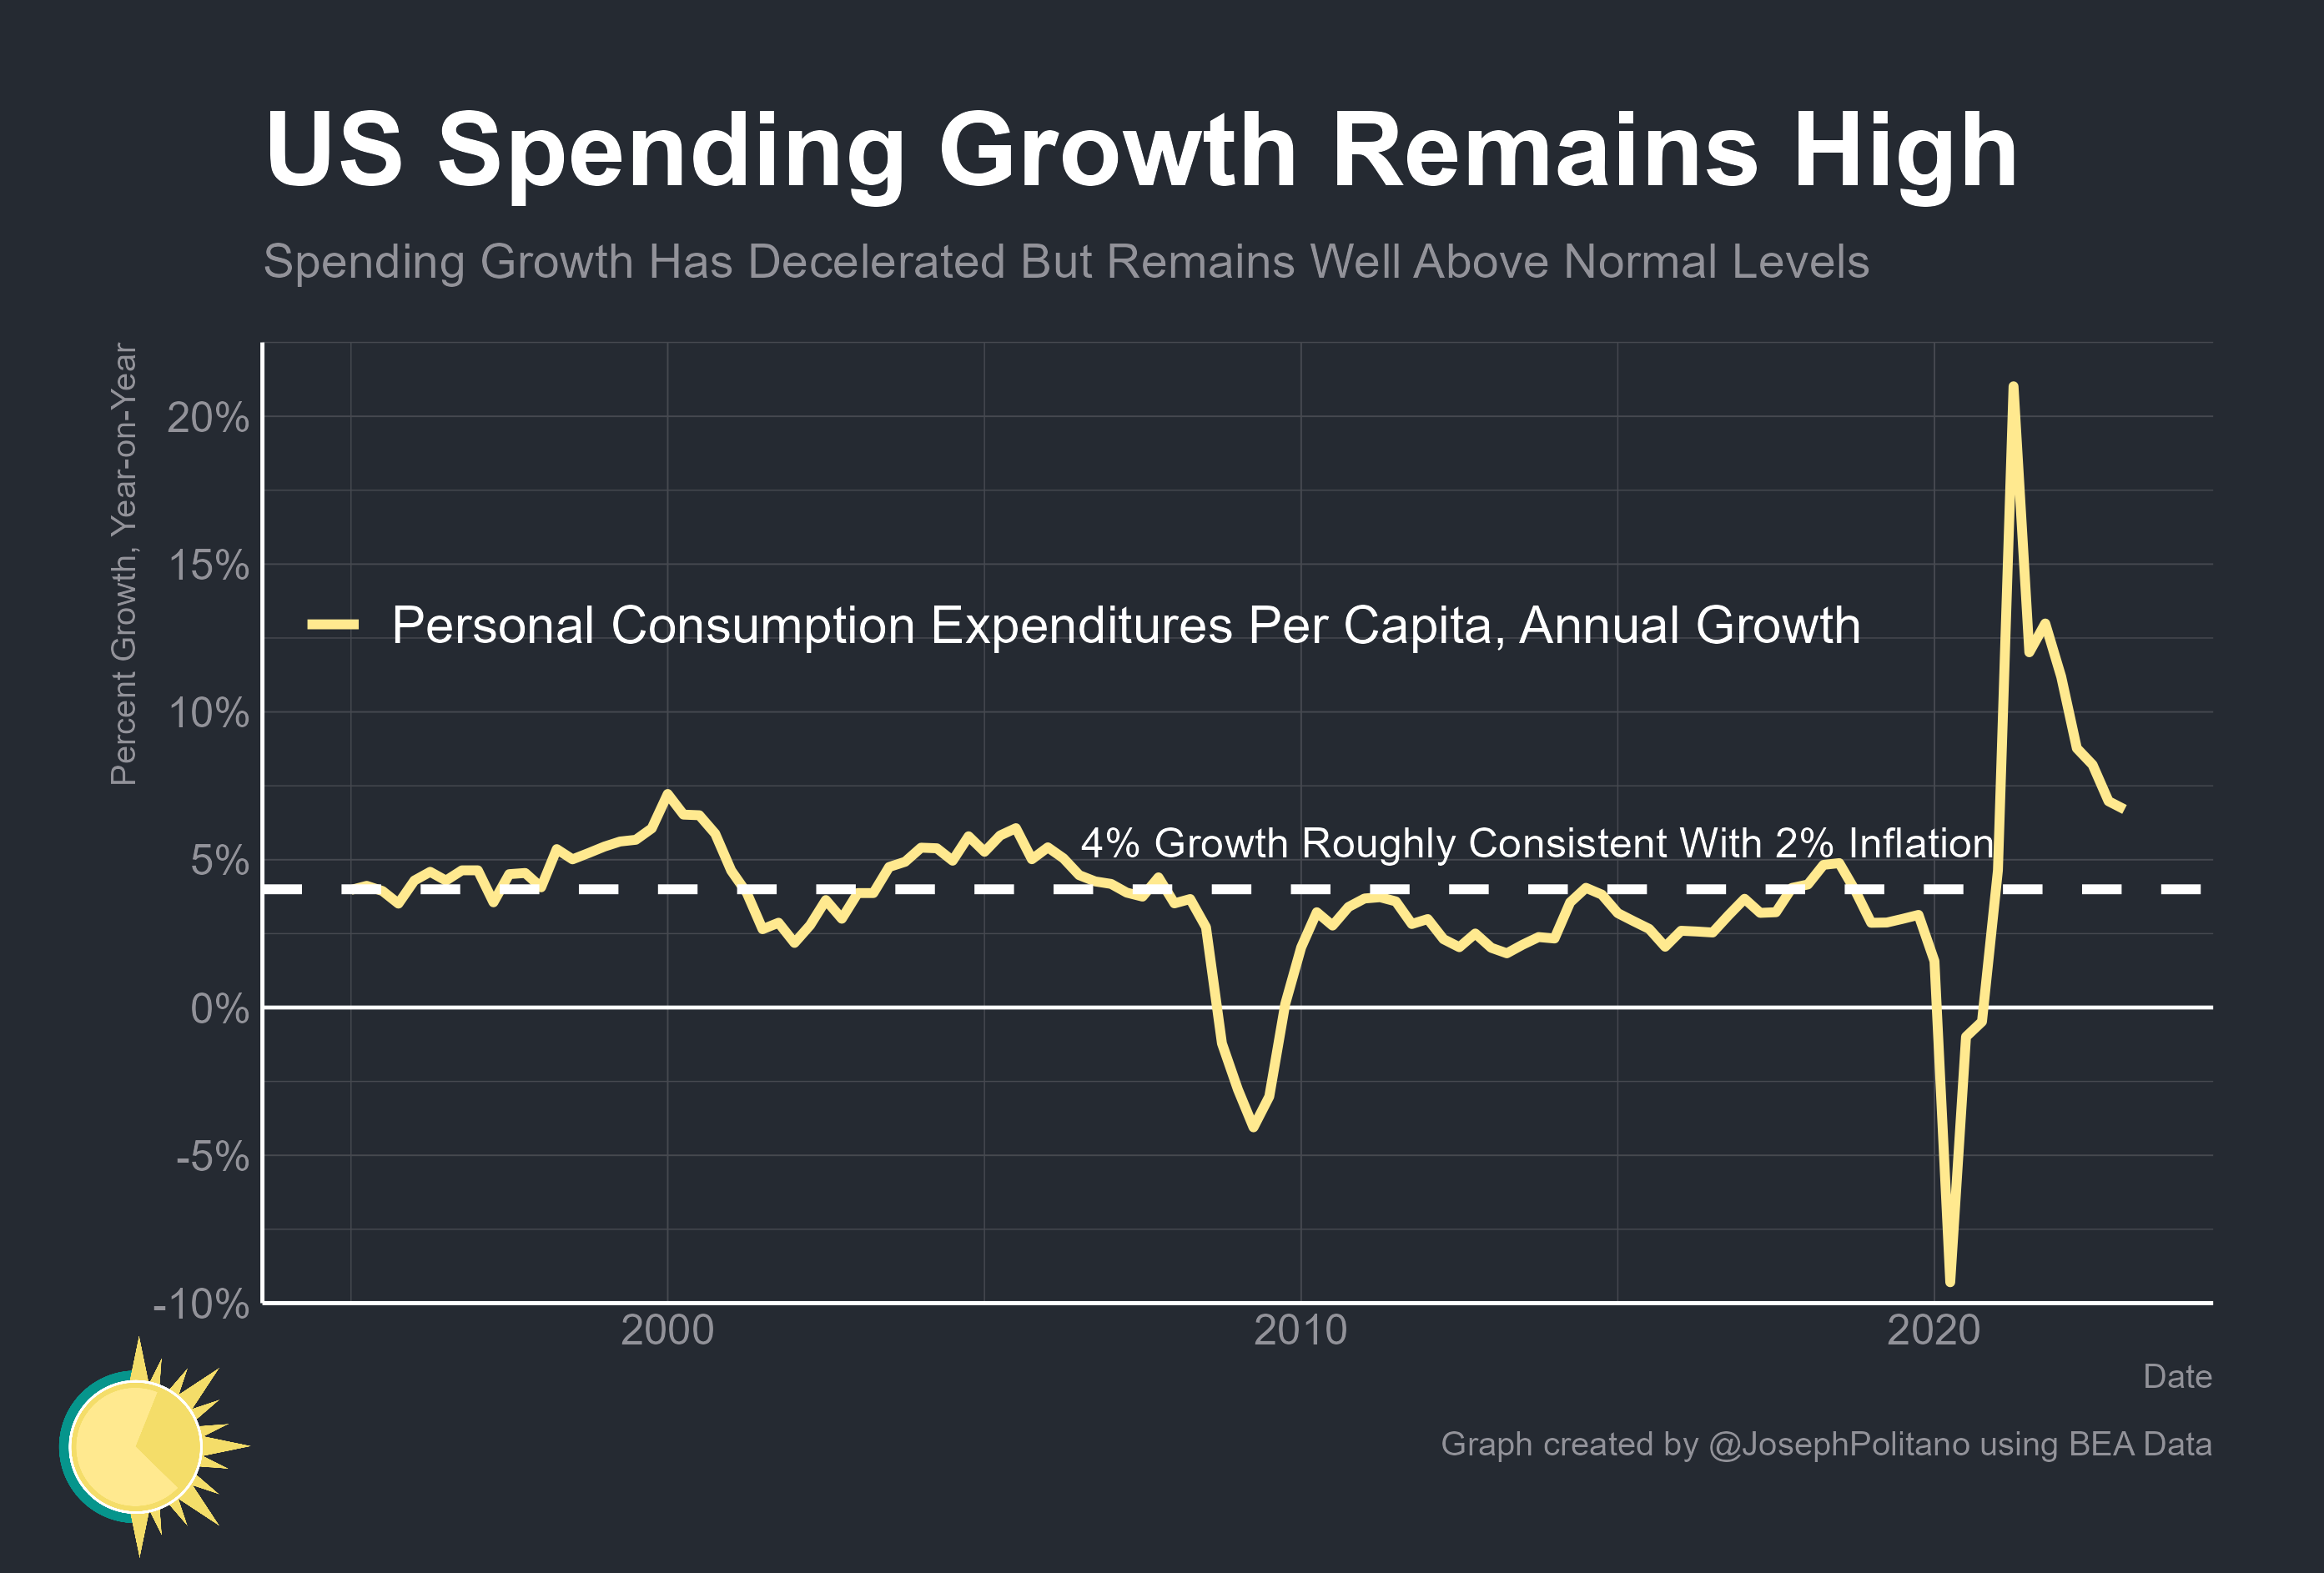 US Spending Growth Remains High
Spending Growth Has Decelerated But Remains Well Above Normal Levels
Percent Growth, Year-on-Year
20%
15%
Personal Consumption Expenditures Per Capita, Annual Growth
10%
4% Growth Roughly Consistent With 2% Inflation
5%
0%
-5%
-10%
2000 2010 2020
Date
Graph created by @JosephPolitano using BEA Data